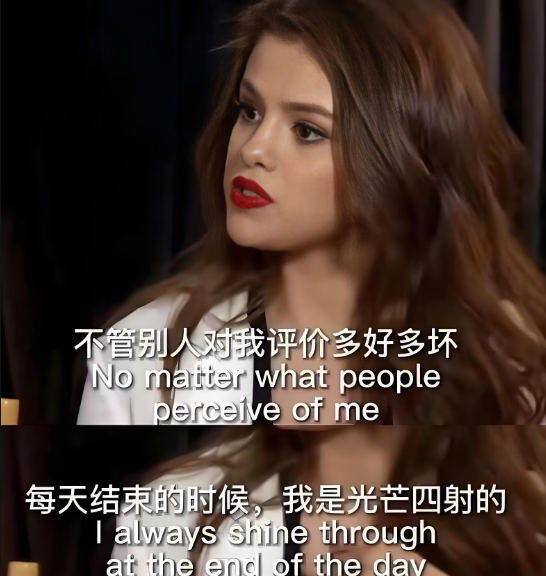 不管别人对我评价多好多坏
No matter what people
perceive of me
每天结束的时候，我是光芒四射的
I always shine through
at the end of the day